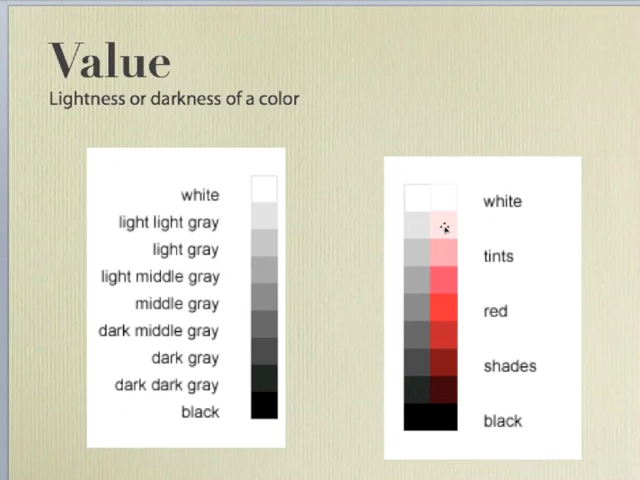 Value
Lightness or darkness of a color
white
light light gray
light gray
light middle gray
middle gray
dark middle gray
dark gray
dark dark gray
black
white
tints
red
shades
black